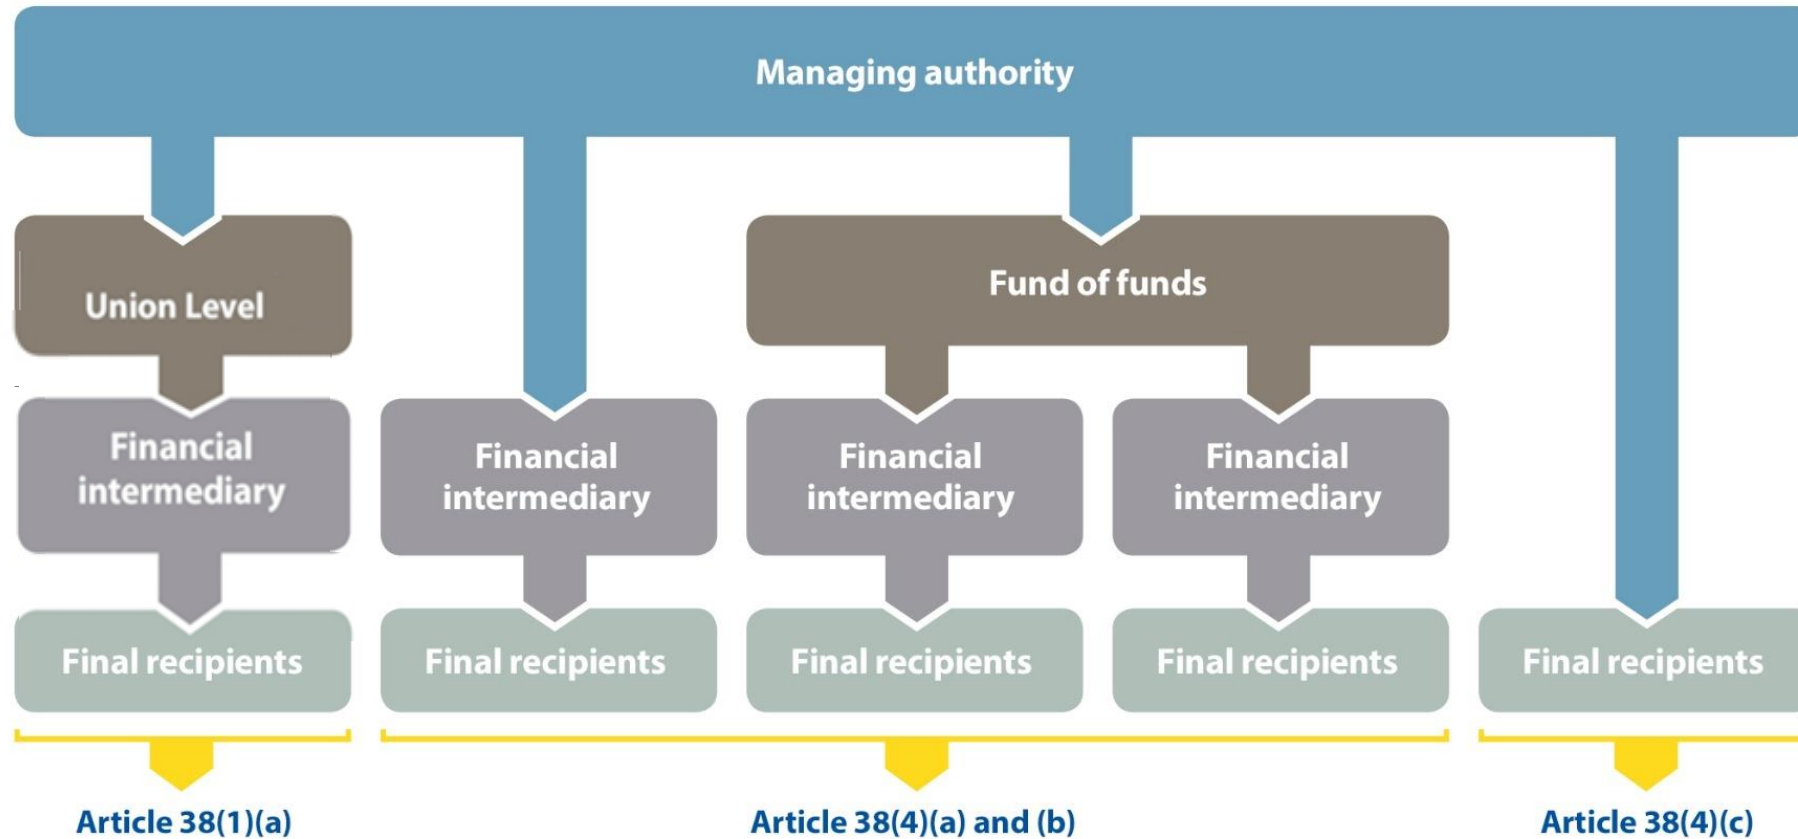 Managing authority
Union Level
Fund of funds
Financial
intermediary
Financial
intermediary
Financial
intermediary
Financial
intermediary
Final recipients
Final recipients
Final recipients
Final recipients
Final recipients
Article 38(1)(a)
Article 38(4)(a) and (b)
Article 38(4)(c)